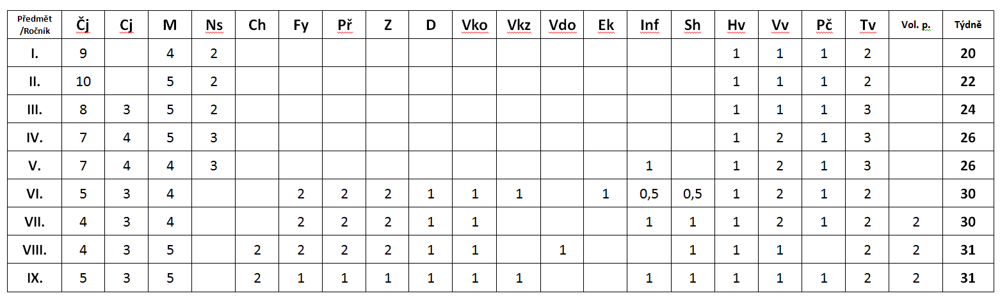 Předmět /Ročník Čj Cj M Ns Ch Fy Př Z D Vko Vkz Vdo Ek Inf Sh Hv Vv Pč Tv Vol. p. Týdně
I. 9 4 2 1 1 1 2 20
II. 10 5 2 1 1 1 2 22
III. 8 3 5 2 1 1 1 3 24
IV. 7 4 5 3 1 2 1 3 26
V. 7 4 4 3 1 1 2 1 3 26
VI. 5 3 4 2 2 2 1 1 1 1 0,5 0,5 1 2 1 2 30
VII. 4 3 4 2 2 2 1 1 1 1 1 2 1 2 2 30
VIII. 4 3 5 2 2 2 2 1 1 1 1 1 1 2 2 31
IX. 5 3 5 2 1 1 1 1 1 1 1 1 1 1 1 2 2 31